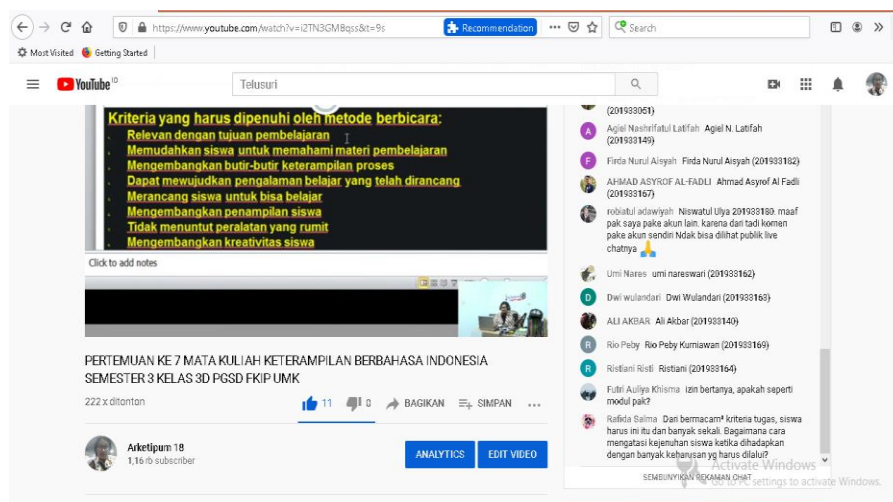 https://www.youtube.com/watch?v=i2TN3GM8qss&t=9s
Recommendation
Search
Most Visited
Getting Started
YouTube ID
Telusuri
Kriteria yang harus dipenuhi oleh metode berbicara:
Relevan dengan tujuan pembelajaran
Memudahkan siswa untuk memahami materi pembelajaran
Mengembangkan butir-butir keterampilan proses
Dapat mewujudkan pengalaman belajar yang telah dirancang
Merancang siswa untuk bisa belajar
Mengembangkan penampilan siswa
Tidak menuntut peralatan yang rumit
Mengembangkan kreativitas siswa
Click to add notes
PERTEMUAN KE 7 MATA KULIAH KETERAMPILAN BERBAHASA INDONESIA
SEMESTER 3 KELAS 3D PGSD FKIP UMK
222 x ditonton
11
0
BAGIKAN
SIMPAN
Arketipum 18
1,16 rb subscriber
ANALYTICS
EDIT VIDEO
(201933061)
A
Agiel Nashrifatul Latifah Agiel N. Latifah
(201933149)
F
Firda Nurul Aisyah Firda Nurul Aisyah (201933182)
AHMAD ASYROF AL-FADLI Ahmad Asyrof Al Fadli
(201933167)
robiatul adawiyah Niswatul Ulya 201933180. maaf
pak saya pake akun lain. karena dari tadi komen
pake akun sendiri Ndak bisa dilihat publik live
chatnya 🙏
Umi Nares umi nareswari (201933162)
D
Dwi wulandari Dwi Wulandari (201933163)
ALI AKBAR Ali Akbar (201933140)
R
Rio Peby Rio Peby Kurniawan (201933169)
R
Ristiani Risti Ristiani (201933164)
Futri Auliya Khisma izin bertanya, apakah seperti
modul pak?
Rafida Salma Dari bermacam² kriteria tugas, siswa
harus ini itu dan banyak sekali. Bagaimana cara
mengatasi kejenuhan siswa ketika dihadapkan
dengan banyak keharusan yg harus dilalui?
SEMBUNYIKAN REKAMAN CHAT
Activate Windows
Go to PC settings to activate Windows.